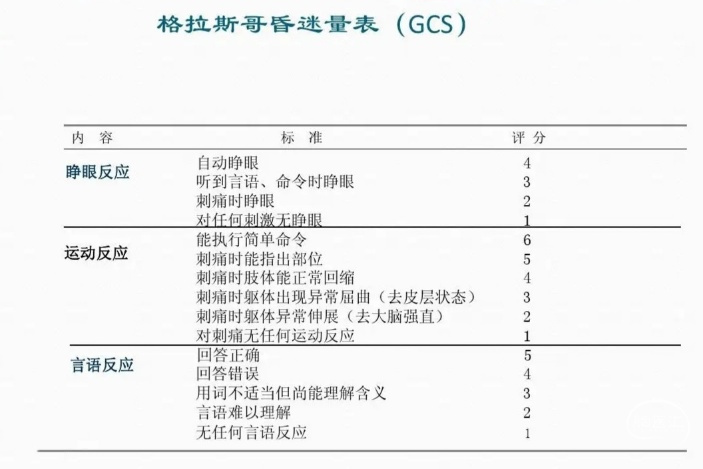 格拉斯哥昏迷量表（GCS）
内 容 标 准 评 分
睁眼反应 自动睁眼 4
听到言语、命令时睁眼 3
刺痛时睁眼 2
对任何刺激无睁眼 1
运动反应 能执行简单命令 6
刺痛时能指出部位 5
刺痛时肢体能正常回缩 4
刺痛时躯体出现异常屈曲（去皮层状态） 3
刺痛时躯体异常伸展（去大脑强直） 2
对刺痛无任何运动反应 1
言语反应 回答正确 5
回答错误 4
用词不适当但尚能理解含义 3
言语难以理解 2
无任何言语反应 1